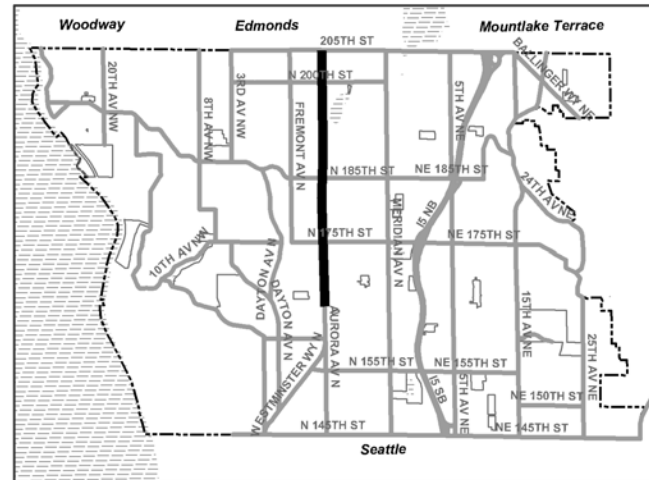 Woodway
Edmonds
Mountlake Terrace
205TH ST
BALLINGER WY NE
20TH AV NW
8TH AV NW
3RD AV NW
N 200TH ST
FREMONT AV N
5TH AV NE
N 185TH ST
NE 185TH ST
24TH AV NE
MERIDIAN AV N
I5 NB
10TH AV NW
N 175TH ST
NE 175TH ST
DAYTON AV N
DAYTON AV N
WESTMINSTER WY N
AURORA AV N
15TH AV NE
25TH AV NE
N 155TH ST
NE 155TH ST
I5 SB
5TH AV NE
NE 150TH ST
N 145TH ST
NE 145TH ST
Seattle